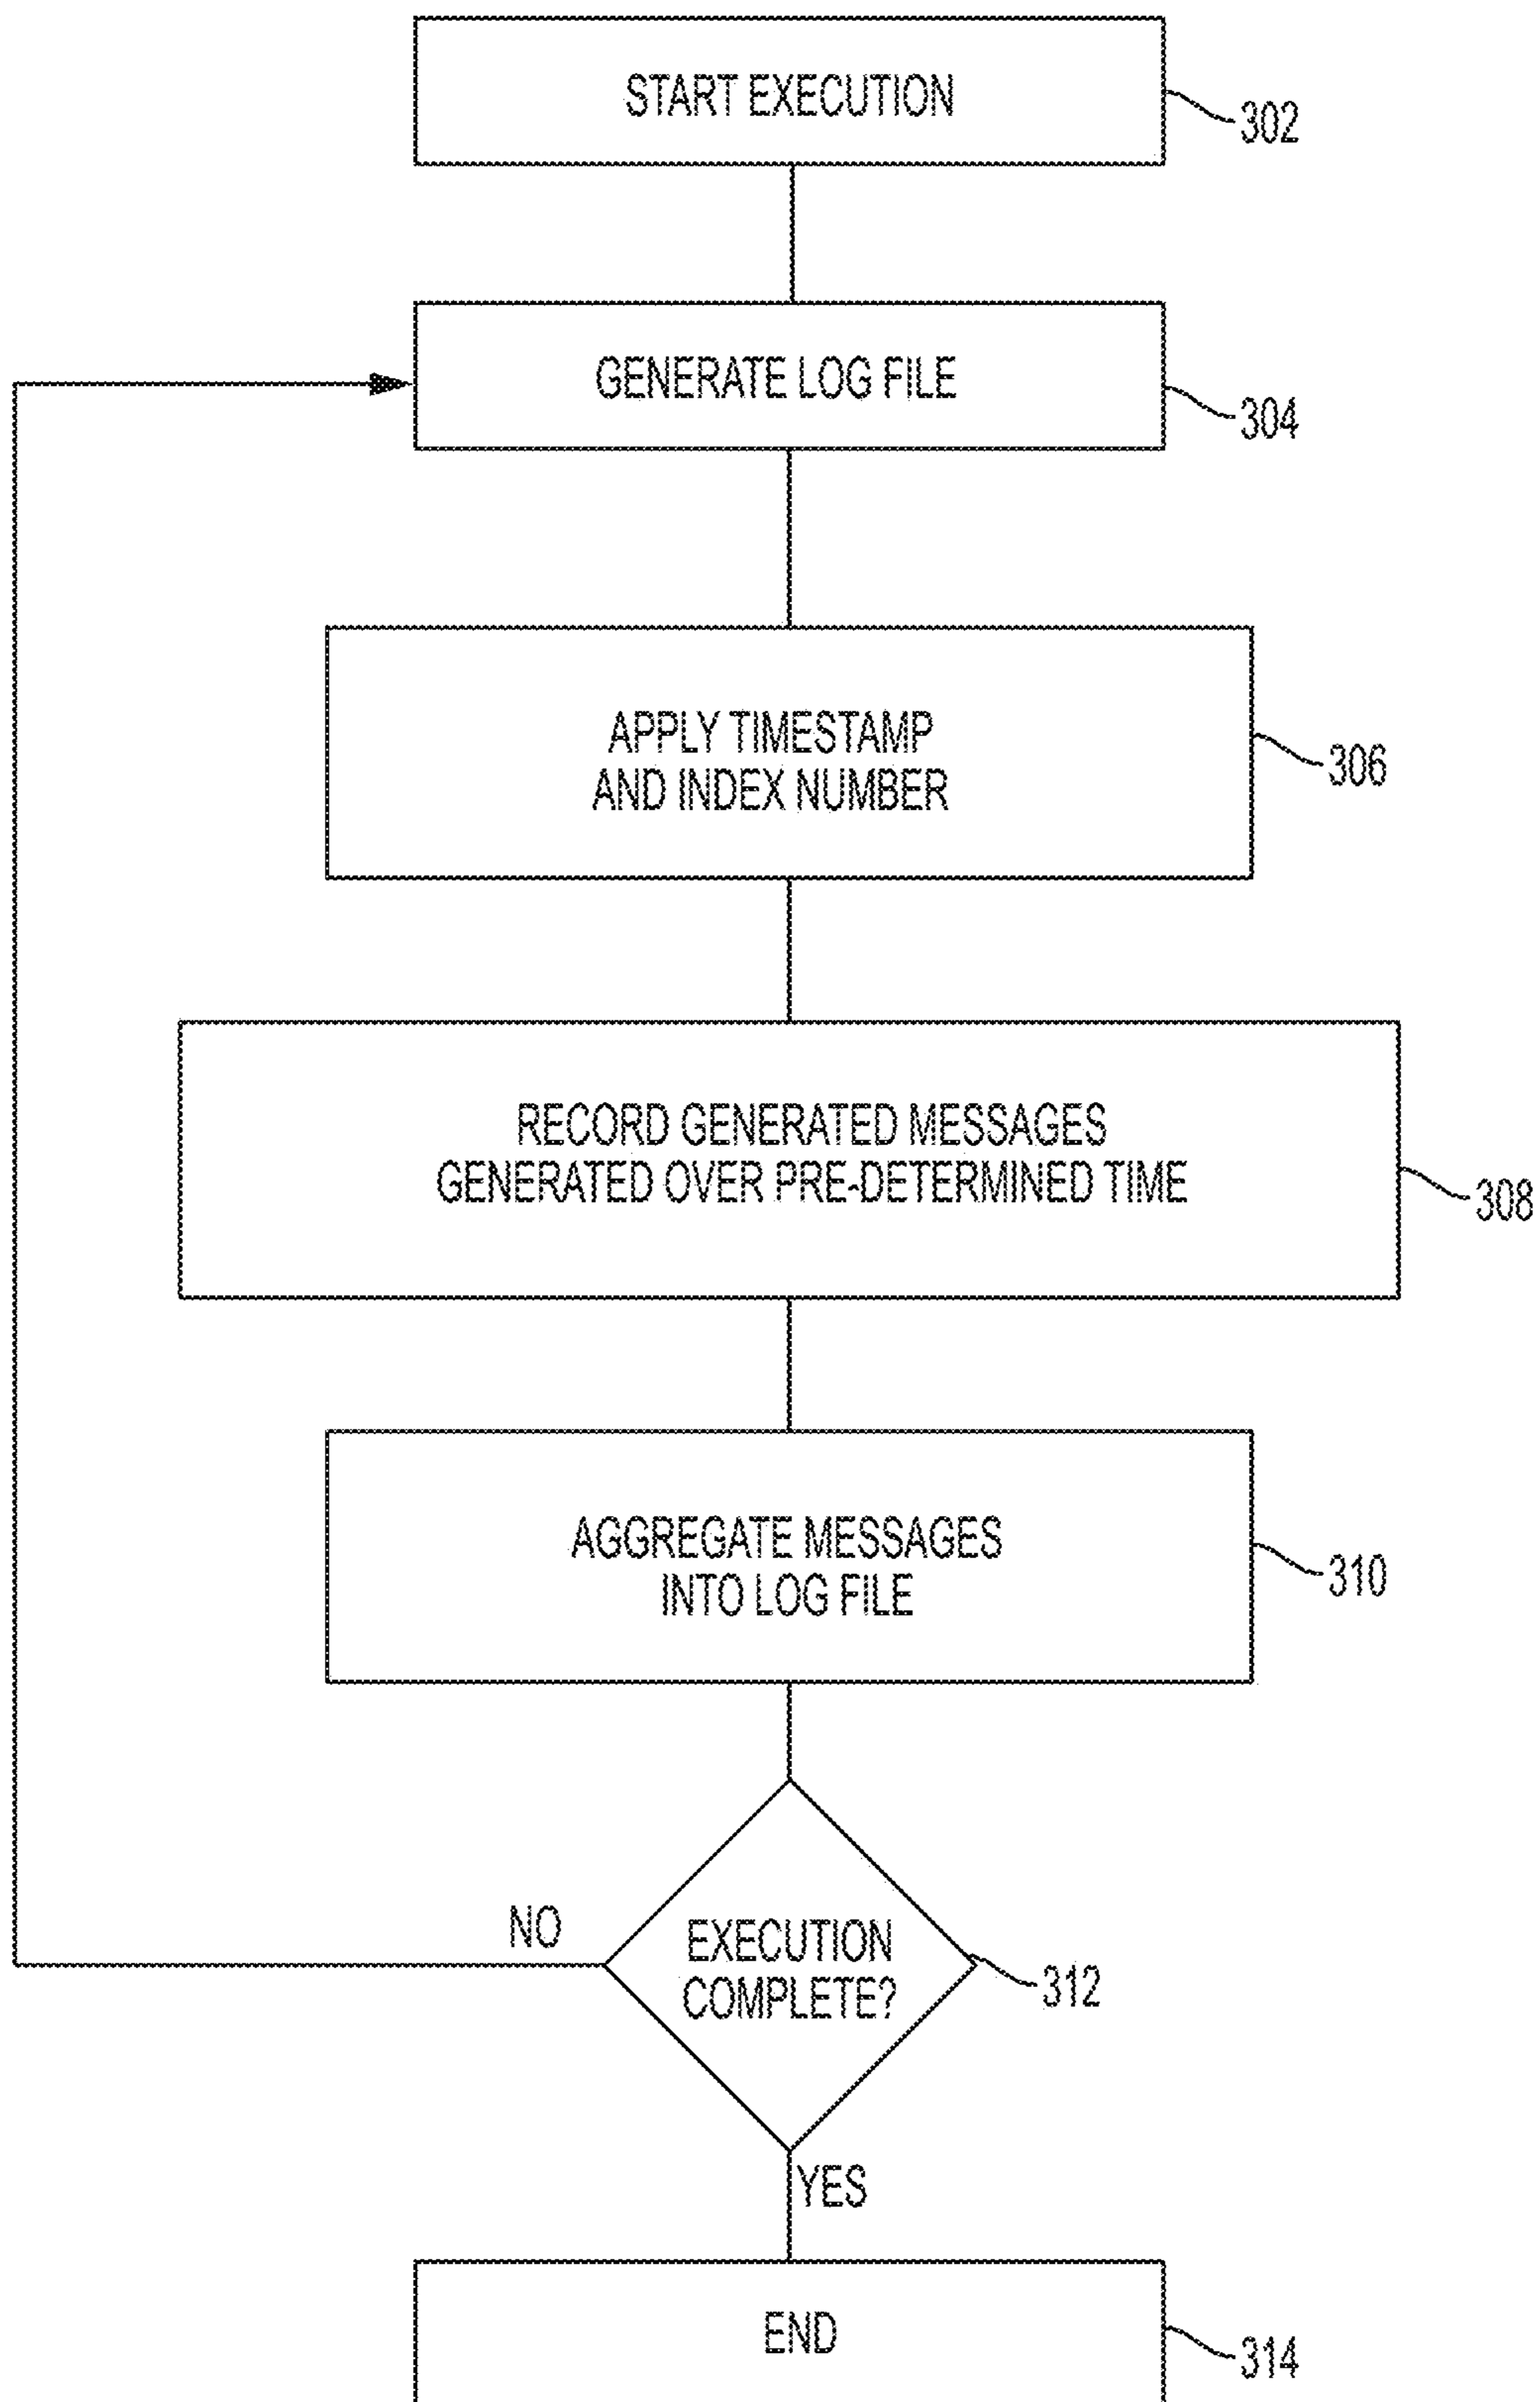 START EXECUTION
302
GENERATE LOG FILE
304
APPLY TIMESTAMP
AND INDEX NUMBER
306
RECORD GENERATED MESSAGES
GENERATED OVER PRE-DETERMINED TIME
308
AGGREGATE MESSAGES
INTO LOG FILE
310
NO
EXECUTION
COMPLETE?
312
YES
END
314